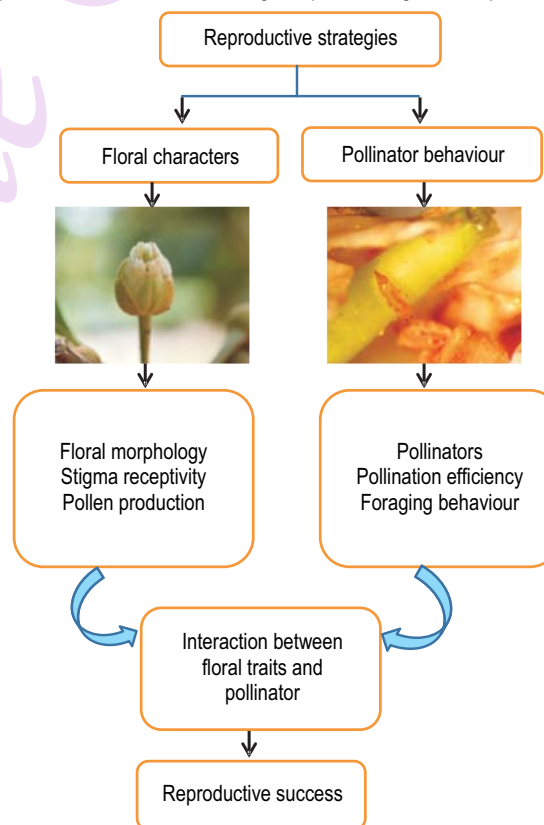 Reproductive strategies
Floral characters
Pollinator behaviour
Floral morphology
Stigma receptivity
Pollen production
Pollinators
Pollination efficiency
Foraging behaviour
Interaction between
floral traits and
pollinator
Reproductive success